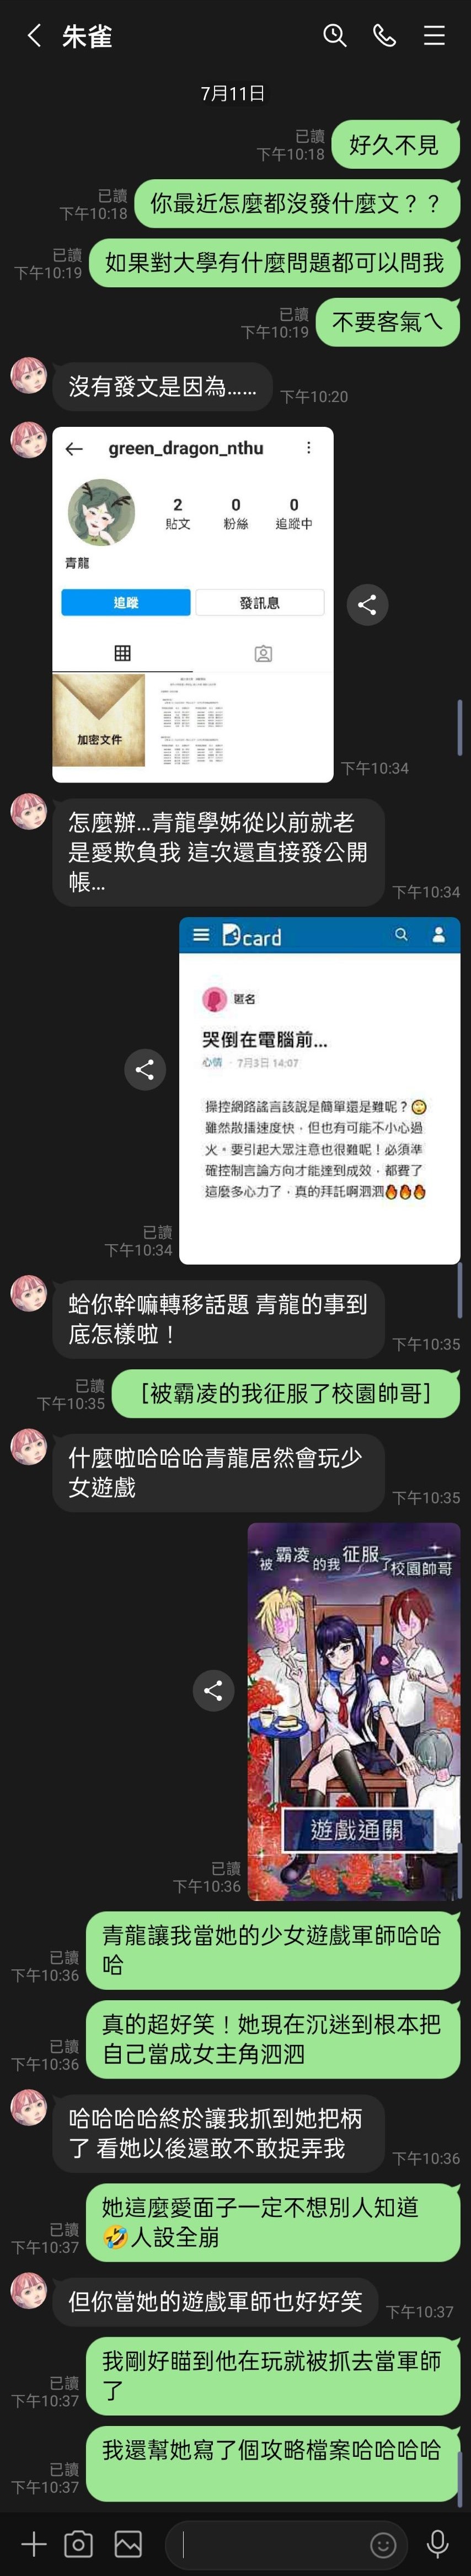 朱雀
7月11日
好久不見
已讀
下午10:18
你最近怎麼都沒發什麼文？？
已讀
下午10:18
如果對大學有什麼問題都可以問我
已讀
下午10:19
不要客氣ㄟ
已讀
下午10:19
沒有發文是因為……
下午10:20
green_dragon_nthu
2
0
0
貼文
粉絲
追蹤中
青龍
追蹤
發訊息
加密文件
下午10:34
怎麼辦...青龍學姊從以前就老
是愛欺負我 這次還直接發公開
帳...
下午10:34
Dcard
匿名
哭倒在電腦前...
心情 · 7月3日 14:07
操控網路謠言該說是簡單還是難呢？🙄
雖然散播速度快，但也有可能不小心過
火。要引起大眾注意也很難呢！必須準
確控制言論方向才能達到成效，都費了
這麼多心力了，真的拜託啊泗泗🔥🔥🔥
已讀
下午10:34
蛤你幹嘛轉移話題 青龍的事到
底怎樣啦！
下午10:35
[被霸凌的我征服了校園帥哥]
已讀
下午10:35
什麼啦哈哈哈青龍居然會玩少
女遊戲
下午10:35
被霸凌的我征服了校園帥哥
遊戲通關
已讀
下午10:36
青龍讓我當她的少女遊戲軍師哈哈
哈
已讀
下午10:36
真的超好笑！她現在沉迷到根本把
自己當成女主角泗泗
已讀
下午10:36
哈哈哈哈終於讓我抓到她把柄
了 看她以後還敢不敢捉弄我
下午10:36
她這麼愛面子一定不想別人知道
🤣人設全崩
已讀
下午10:37
但你當她的遊戲軍師也好好笑
下午10:37
我剛好瞄到他在玩就被抓去當軍師
了
已讀
下午10:37
我還幫她寫了個攻略檔案哈哈哈哈
已讀
下午10:37